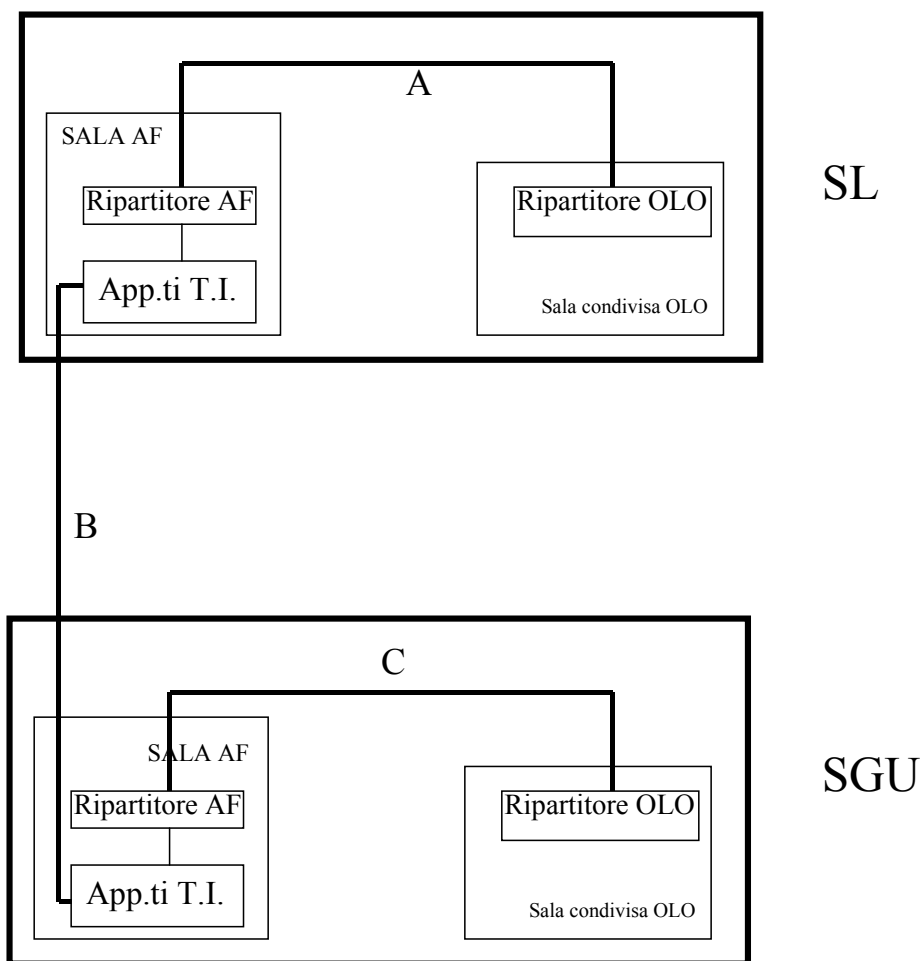 A
SALA AF
SL
Ripartitore AF
Ripartitore OLO
App.ti T.I.
Sala condivisa OLO
B
C
SALA AF
SGU
Ripartitore AF
Ripartitore OLO
App.ti T.I.
Sala condivisa OLO